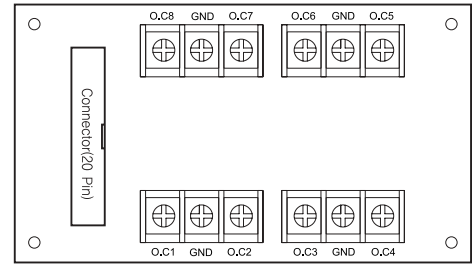 O.C8 GND O.C7 O.C6 GND O.C5
Connector(20 Pin)
O.C1 GND O.C2 O.C3 GND O.C4